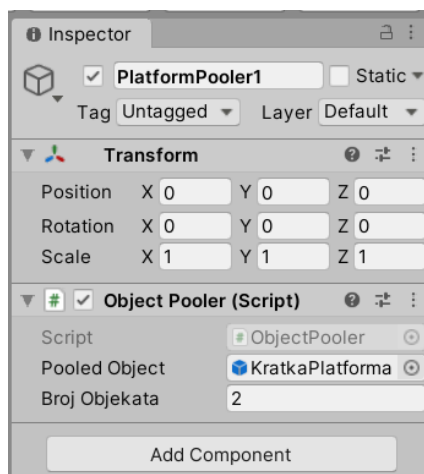 Inspector
PlatformPooler1 Static
Tag Untagged Layer Default
Transform
Position X 0 Y 0 Z 0
Rotation X 0 Y 0 Z 0
Scale X 1 Y 1 Z 1
# Object Pooler (Script)
Script # ObjectPooler
Pooled Object KratkaPlatforma
Broj Objekata 2
Add Component